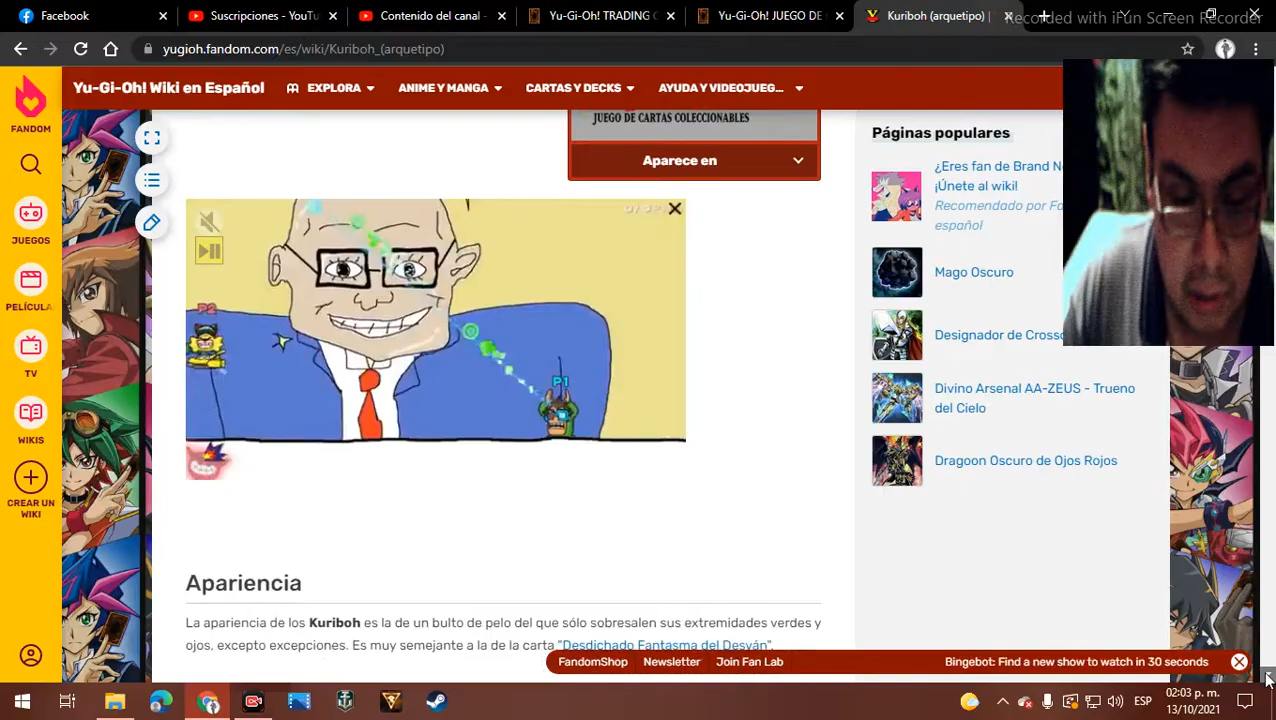 Facebook
Suscripciones - YouTu
Contenido del canal -
Yu-Gi-Oh! TRADING C
Yu-Gi-Oh! JUEGO DE
Kuriboh (arquetipo) |
Recorded with iFun Screen Recorder
yugioh.fandom.com/es/wiki/Kuriboh_(arquetipo)
Yu-Gi-Oh! Wiki en Español
EXPLORA
ANIME Y MANGA
CARTAS Y DECKS
AYUDA Y VIDEOJUEG...
FANDOM
JUEGOS
PELÍCULA
TV
WIKIS
CREAR UN
WIKI
JUEGO DE CARTAS COLECCIONABLES
Aparece en
P2
P1
Páginas populares
¿Eres fan de Brand N
¡Únete al wiki!
Recomendado por Fa
español
Mago Oscuro
Designador de Crosso
Divino Arsenal AA-ZEUS - Trueno
del Cielo
Dragoon Oscuro de Ojos Rojos
Apariencia
La apariencia de los Kuriboh es la de un bulto de pelo del que sólo sobresalen sus extremidades verdes y
ojos, excepto excepciones. Es muy semejante a la de la carta "Desdichado Fantasma del Desván".
FandomShop
Newsletter
Join Fan Lab
Bingebot: Find a new show to watch in 30 seconds
ESP
02:03 p. m.
13/10/2021